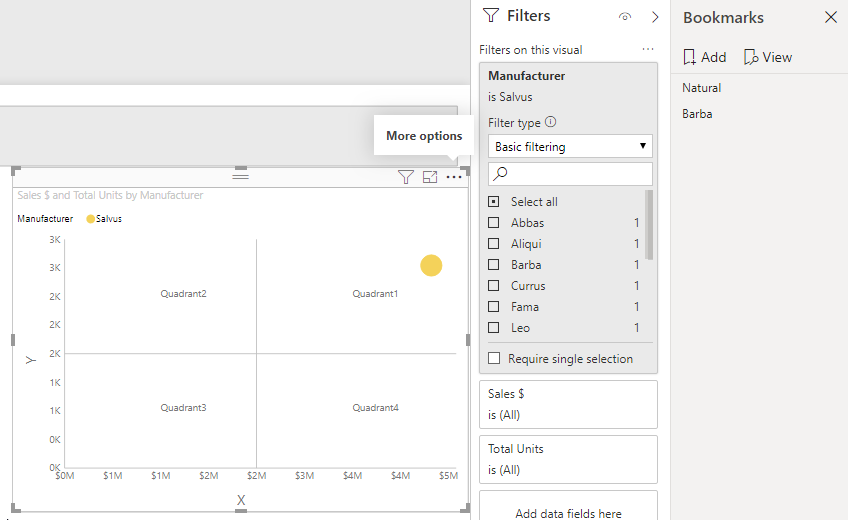 More options
Sales $ and Total Units by Manufacturer
Manufacturer Salvus
3K
3K
2K
2K
2K
1K
1K
0K
0K
Y
Quadrant2 Quadrant1
Quadrant3 Quadrant4
$0M $1M $1M $2M $2M $3M $4M $4M $5M
X
Filters
Filters on this visual
Manufacturer
is Salvus
Filter type
Basic filtering
Select all
Abbas 1
Aliqui 1
Barba 1
Currus 1
Fama 1
Leo 1
Require single selection
Sales $
is (All)
Total Units
is (All)
Add data fields here
Bookmarks
Add View
Natural
Barba